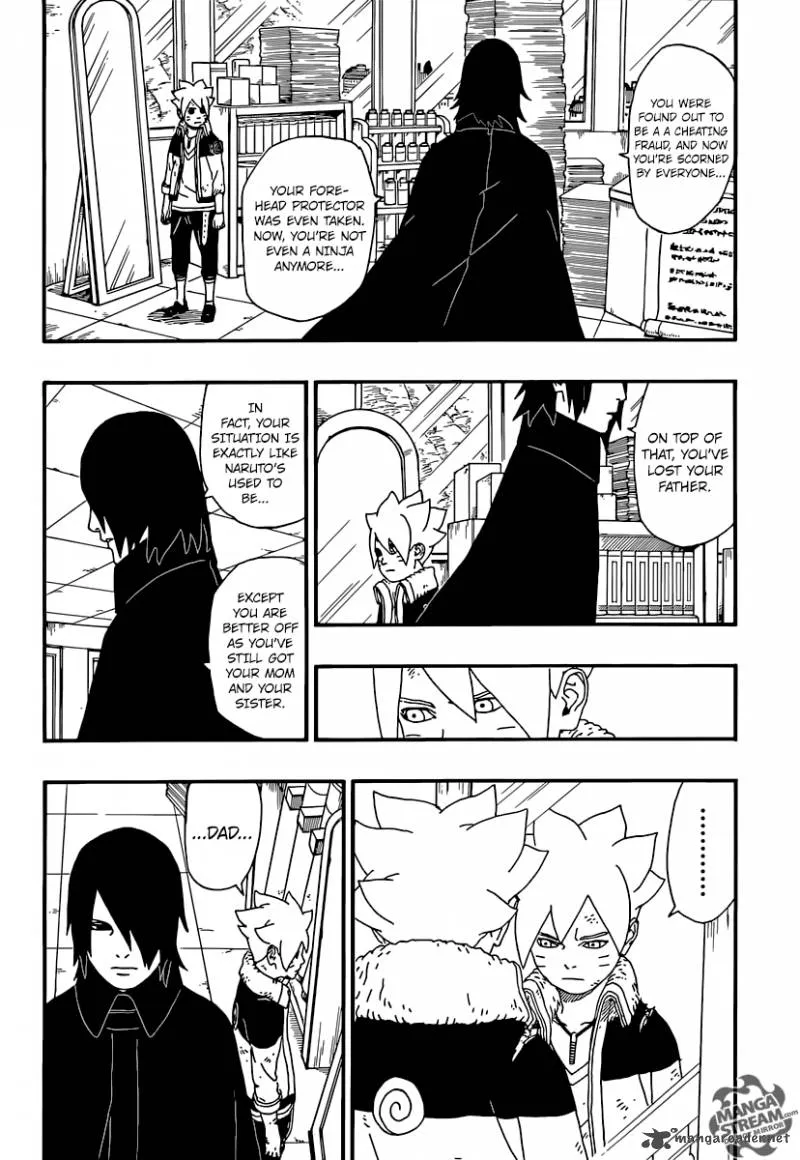 YOU WERE
FOUND OUT TO
BE A A CHEATING
FRAUD, AND NOW
YOU'RE SCORNED
BY EVERYONE...
YOUR FORE-
HEAD PROTECTOR
WAS EVEN TAKEN.
NOW, YOU'RE NOT
EVEN A NINJA
ANYMORE...
ON TOP OF
THAT, YOU'VE
LOST YOUR
FATHER.
IN
FACT, YOUR
SITUATION IS
EXACTLY LIKE
NARUTO'S
USED TO
BE...
EXCEPT
YOU ARE
BETTER OFF
AS YOU'VE
STILL GOT
YOUR MOM
AND YOUR
SISTER.
.........
...DAD...
MANGA
STREAM.COM
mangareader.net